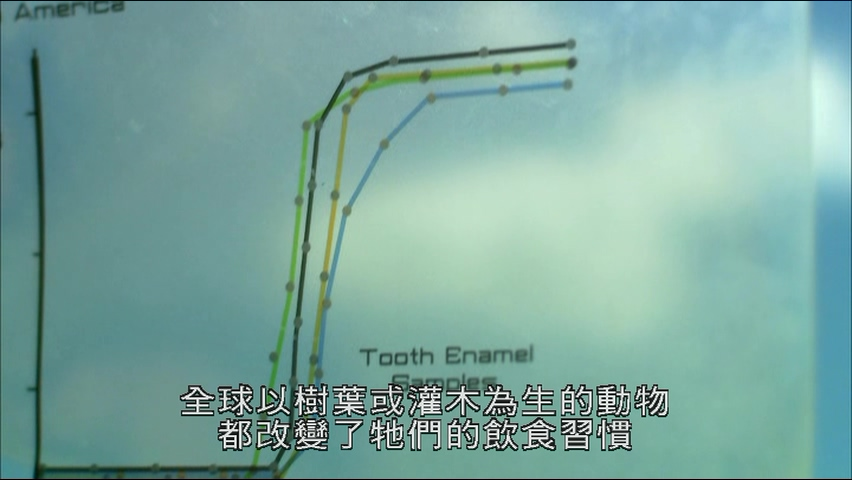 America
Tooth Enamel
Samples
全球以樹葉或灌木為生的動物
都改變了牠們的飲食習慣